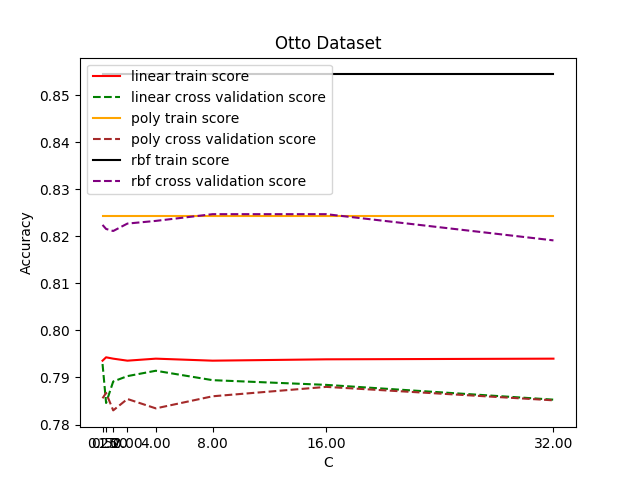 Otto Dataset
linear train score
linear cross validation score
poly train score
poly cross validation score
rbf train score
rbf cross validation score
Accuracy
0.85
0.84
0.83
0.82
0.81
0.80
0.79
0.78
4.00 8.00 16.00 32.00
C